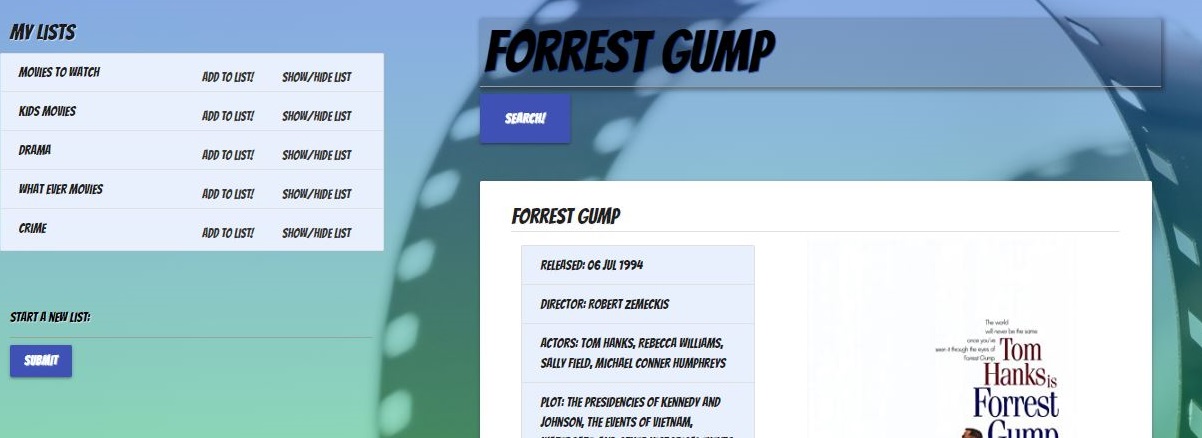 MY LISTS
MOVIES TO WATCH ADD TO LIST! SHOW/HIDE LIST
KIDS MOVIES ADD TO LIST! SHOW/HIDE LIST
DRAMA ADD TO LIST! SHOW/HIDE LIST
WHAT EVER MOVIES ADD TO LIST! SHOW/HIDE LIST
CRIME ADD TO LIST! SHOW/HIDE LIST
START A NEW LIST:
SUBMIT
FORREST GUMP
SEARCH!
FORREST GUMP
RELEASED: 06 JUL 1994
DIRECTOR: ROBERT ZEMECKIS
ACTORS: TOM HANKS, REBECCA WILLIAMS,
SALLY FIELD, MICHAEL CONNER HUMPHREYS
PLOT: THE PRESIDENCIES OF KENNEDY AND
JOHNSON, THE EVENTS OF VIETNAM,
The world
will never be the same
once you've
seen it through the eyes of
Forrest Gump.
Tom
Hanks is
Forrest
Gump